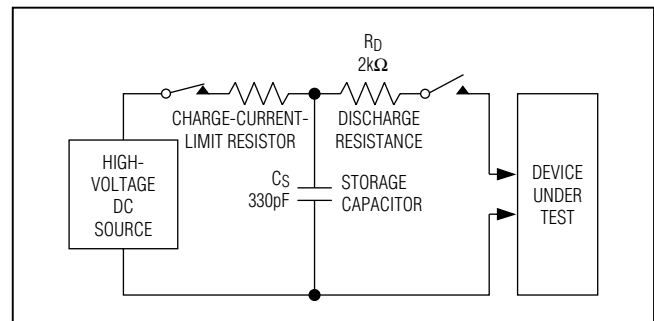 R_D
2kΩ
CHARGE-CURRENT-
LIMIT RESISTOR
DISCHARGE
RESISTANCE
HIGH-
VOLTAGE
DC
SOURCE
C_S
330pF
STORAGE
CAPACITOR
DEVICE
UNDER
TEST